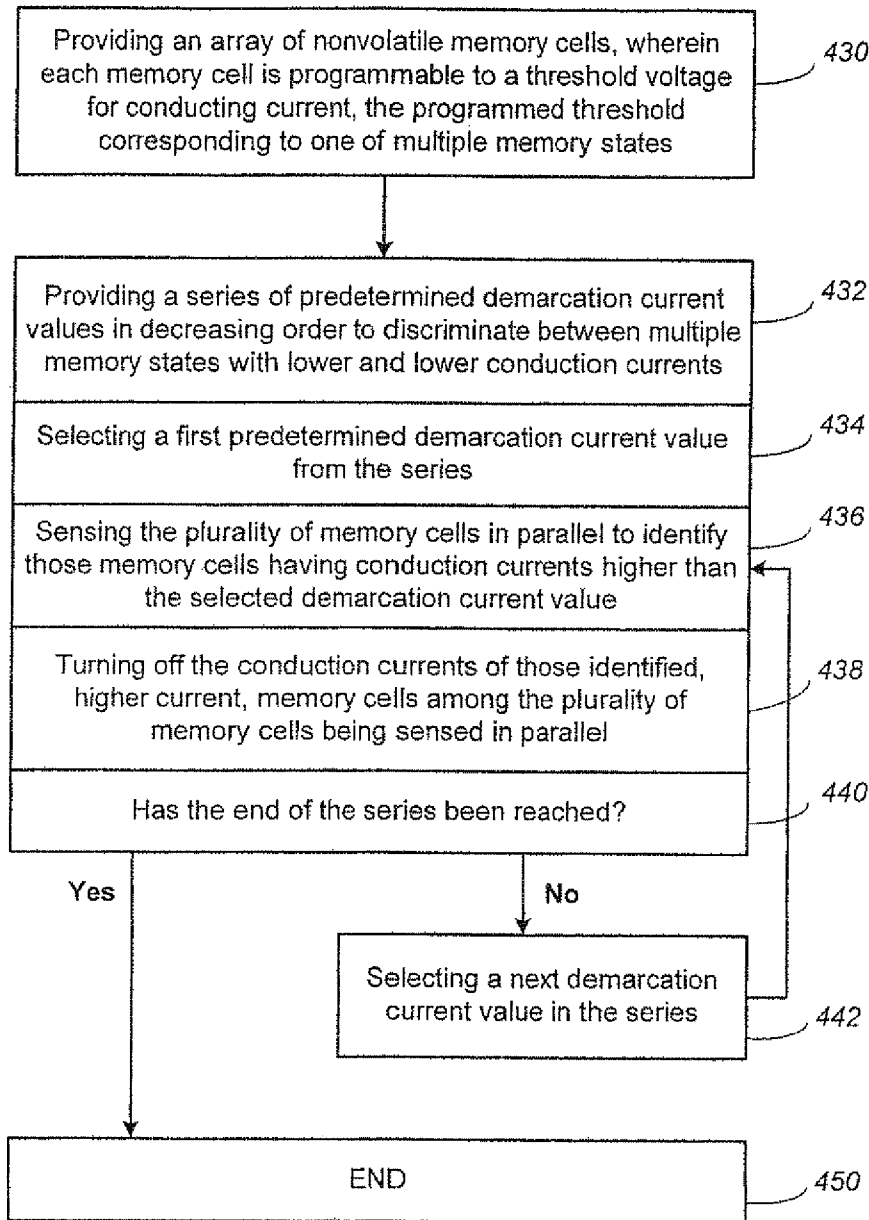 Providing an array of nonvolatile memory cells, wherein
each memory cell is programmable to a threshold voltage
for conducting current, the programmed threshold
corresponding to one of multiple memory states
430
Providing a series of predetermined demarcation current
values in decreasing order to discriminate between multiple
memory states with lower and lower conduction currents
432
Selecting a first predetermined demarcation current value
from the series
434
Sensing the plurality of memory cells in parallel to identify
those memory cells having conduction currents higher than
the selected demarcation current value
436
Turning off the conduction currents of those identified,
higher current, memory cells among the plurality of
memory cells being sensed in parallel
438
Has the end of the series been reached?
440
Yes
No
Selecting a next demarcation
current value in the series
442
END
450